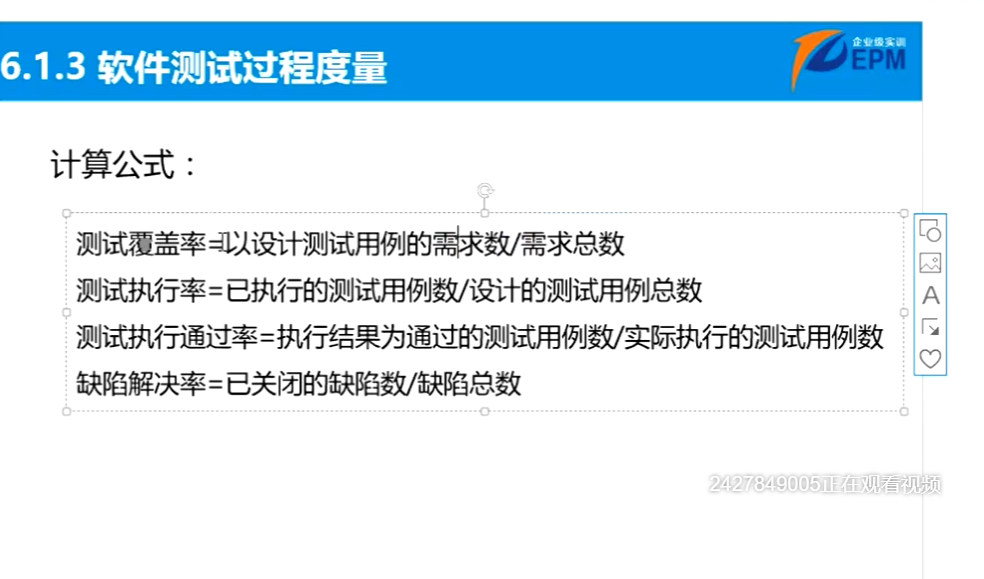 6.1.3 软件测试过程度量
企业级实训
EPM
计算公式：
测试覆盖率=以设计测试用例的需求数/需求总数
测试执行率=已执行的测试用例数/设计的测试用例总数
测试执行通过率=执行结果为通过的测试用例数/实际执行的测试用例数
缺陷解决率=已关闭的缺陷数/缺陷总数
2427849005正在观看视频